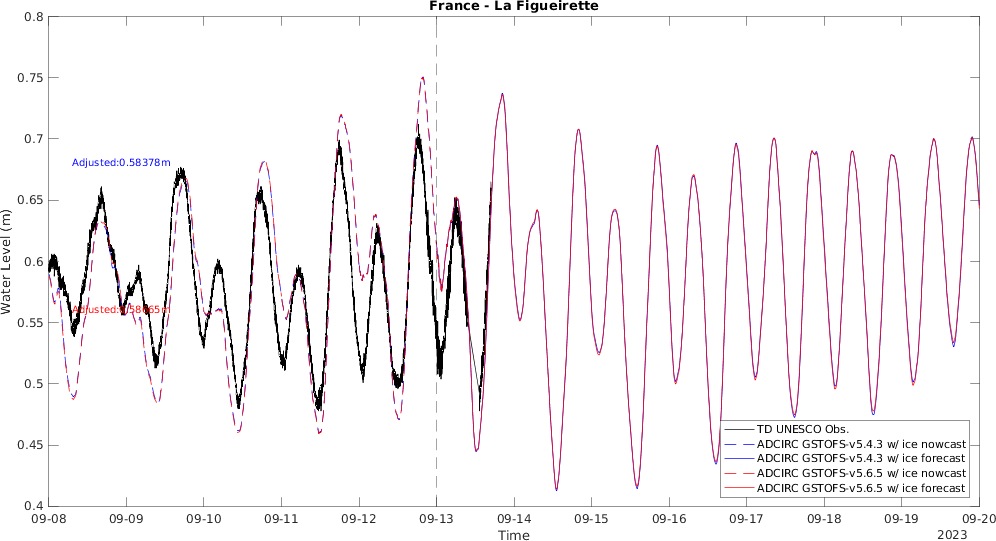 France - La Figueirette
Water Level (m)
0.8
0.75
0.7
0.65
0.6
0.55
0.5
0.45
0.4
Adjusted:0.58378m
TD UNESCO Obs.
ADCIRC GSTOFS-v5.4.3 w/ ice nowcast
ADCIRC GSTOFS-v5.4.3 w/ ice forecast
ADCIRC GSTOFS-v5.6.5 w/ ice nowcast
ADCIRC GSTOFS-v5.6.5 w/ ice forecast
09-08 09-09 09-10 09-11 09-12 09-13 09-14 09-15 09-16 09-17 09-18 09-19 09-20
Time
2023